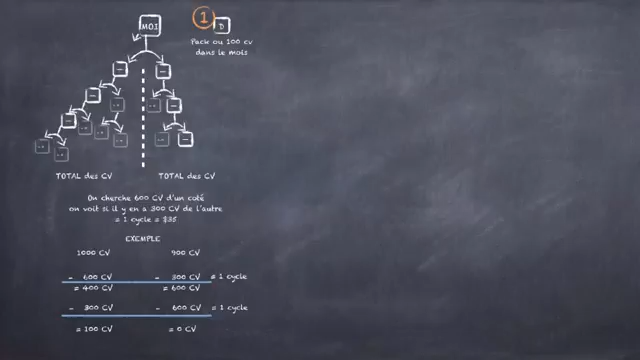 MOI
1
D
Pack ou 100 cv
dans le mois
TOTAL des CV
TOTAL des CV
On cherche 600 CV d'un coté
on voit si il y en a 300 CV de l'autre
= 1 cycle = $35
EXEMPLE
1000 CV 900 CV
- 600 CV - 300 CV = 1 cycle
= 400 CV = 600 CV
- 300 CV - 600 CV = 1 cycle
= 100 CV = 0 CV